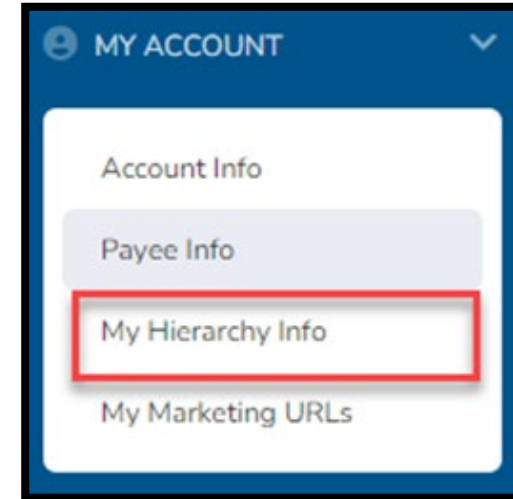 MY ACCOUNT
Account Info
Payee Info
My Hierarchy Info
My Marketing URLs